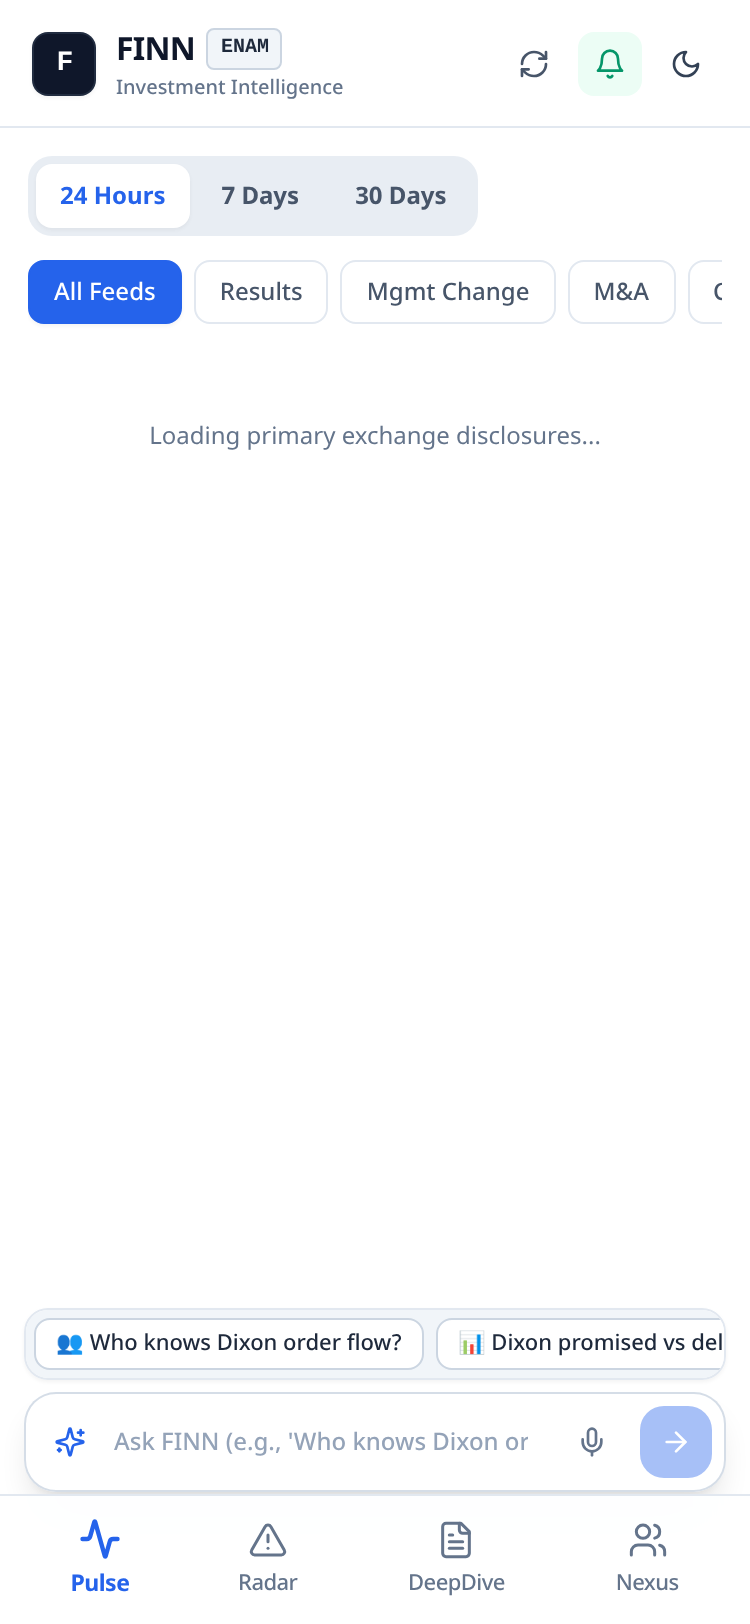 F
FINN ENAM
Investment Intelligence
24 Hours 7 Days 30 Days
All Feeds Results Mgmt Change M&A
Loading primary exchange disclosures...
👥 Who knows Dixon order flow? 📊 Dixon promised vs del
Ask FINN (e.g., 'Who knows Dixon or
Pulse Radar DeepDive Nexus